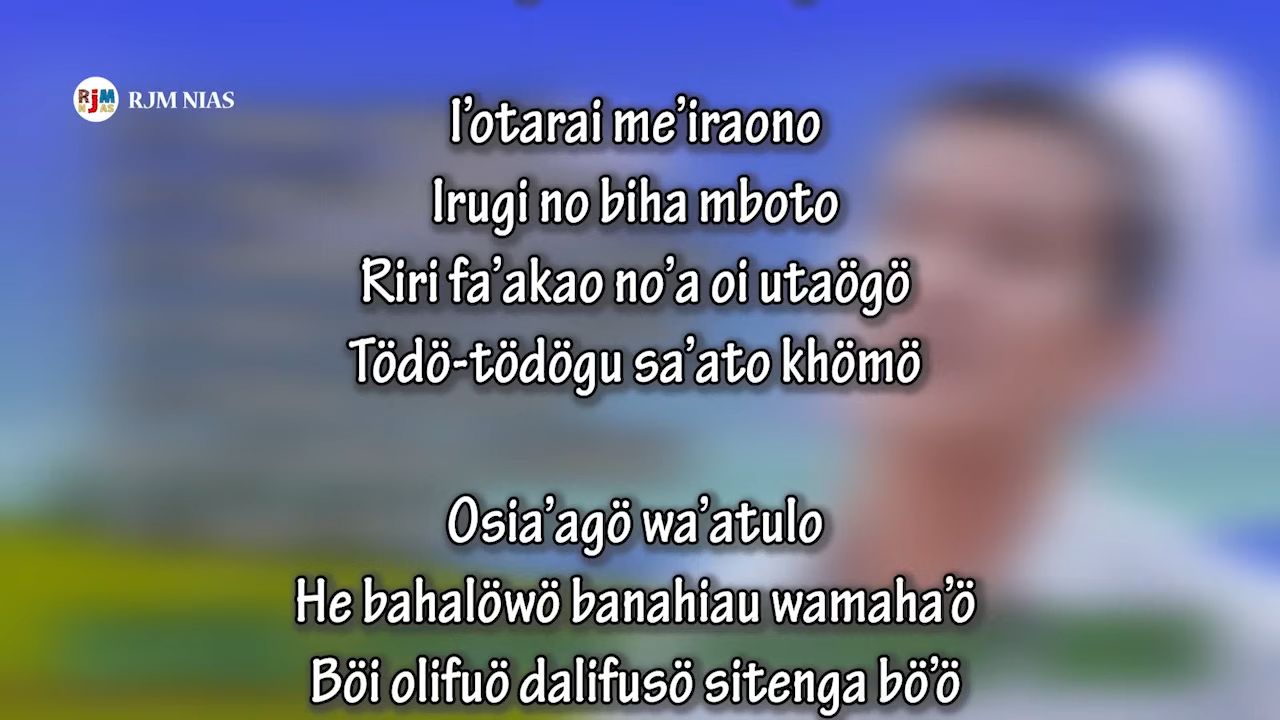 RJM NIAS
I'otarai me'iraono
Irugi no biha mboto
Riri fa'akao no'a oi utaögö
Tödö-tödögu sa'ato khömö
Osia'agö wa'atulo
He bahalöwö banahiau wamaha'ö
Böi olifuö dalifusö sitenga bö'ö